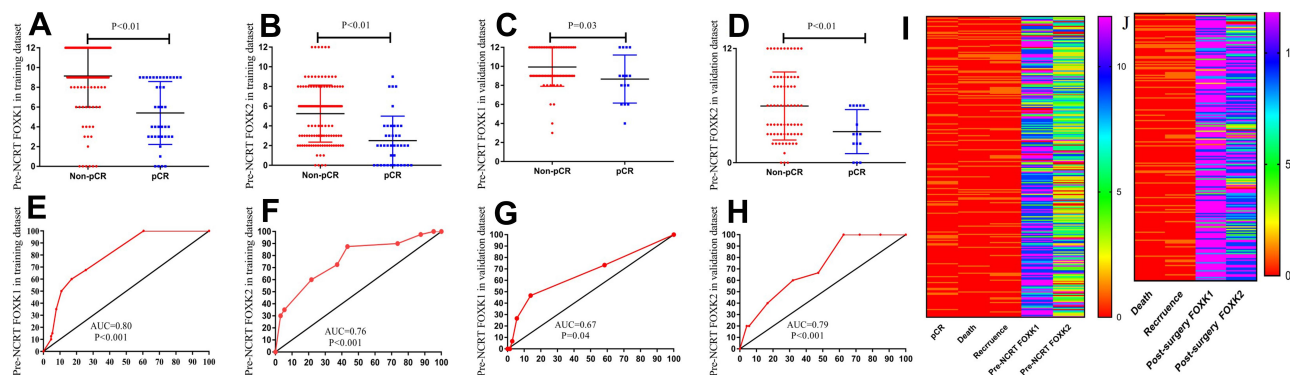 A
P<0.01
Pre-NCRT FOXK1 in training dataset
12
10
8
6
4
2
0
Non-pCR
pCR
B
P<0.01
Pre-NCRT FOXK2 in training dataset
12
10
8
6
4
2
0
Non-pCR
pCR
C
P=0.03
Pre-NCRT FOXK1 in validation dataset
12
10
8
6
4
2
0
Non-pCR
pCR
D
P<0.01
Pre-NCRT FOXK2 in validation dataset
12
8
4
0
Non-pCR
pCR
E
Pre-NCRT FOXK1 in training dataset
100
90
80
70
60
50
40
30
20
10
0
AUC=0.80
P<0.001
0 10 20 30 40 50 60 70 80 90 100
F
Pre-NCRT FOXK2 in training dataset
100
90
80
70
60
50
40
30
20
10
0
AUC=0.76
P<0.001
0 10 20 30 40 50 60 70 80 90 100
G
Pre-NCRT FOXK1 in validation dataset
100
90
80
70
60
50
40
30
20
10
0
AUC=0.67
P=0.04
0 10 20 30 40 50 60 70 80 90 100
H
Pre-NCRT FOXK2 in validation dataset
100
90
80
70
60
50
40
30
20
10
0
AUC=0.79
P<0.001
0 10 20 30 40 50 60 70 80 90 100
I
10
5
0
pCR
Death
Recrruence
Pre-NCRT FOXK1
Pre-NCRT FOXK2
J
1
5
0
Death
Recrruence
Post-surgery FOXK1
Post-surgery FOXK2